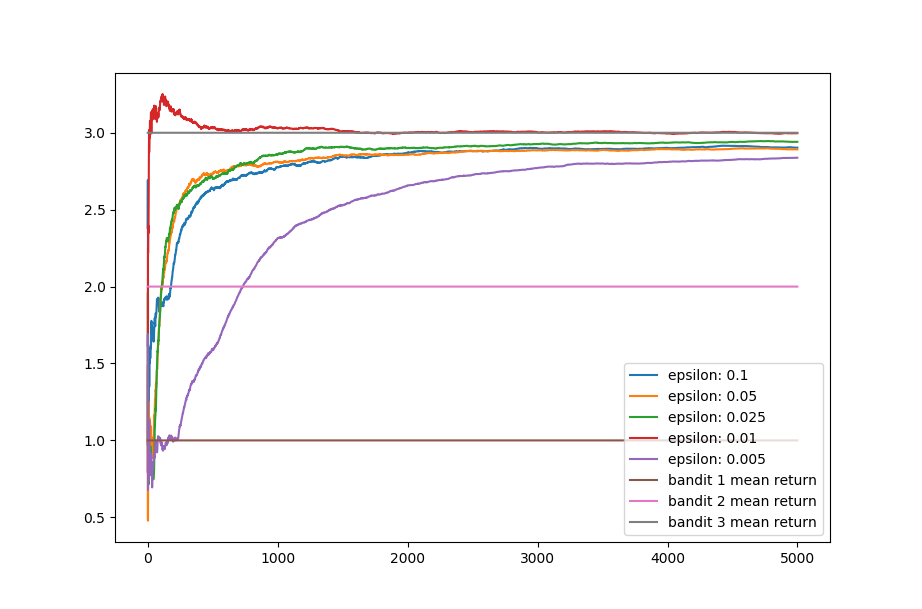 3.0
2.5
2.0
1.5
1.0
0.5
0 1000 2000 3000 4000 5000
epsilon: 0.1
epsilon: 0.05
epsilon: 0.025
epsilon: 0.01
epsilon: 0.005
bandit 1 mean return
bandit 2 mean return
bandit 3 mean return